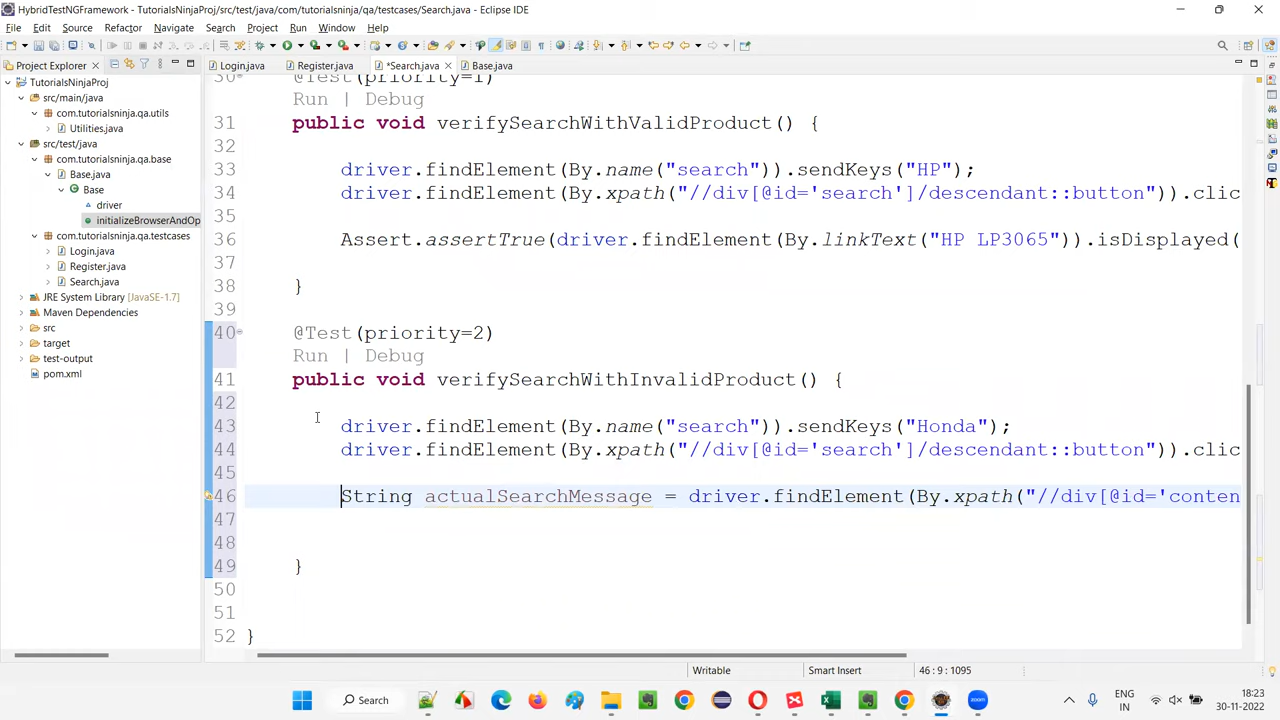 HybridTestNGFramework - TutorialsNinjaProj/src/test/java/com/tutorialsninja/qa/testcases/Search.java - Eclipse IDE
File Edit Source Refactor Navigate Search Project Run Window Help
Project Explorer
Login.java Register.java *Search.java Base.java
TutorialsNinjaProj
src/main/java
com.tutorialsninja.qa.utils
Utilities.java
src/test/java
com.tutorialsninja.qa.base
Base.java
Base
driver
initializeBrowserAndOp
com.tutorialsninja.qa.testcases
Login.java
Register.java
Search.java
JRE System Library [JavaSE-1.7]
Maven Dependencies
src
target
test-output
pom.xml
30 @Test(priority=1)
Run | Debug
31 public void verifySearchWithValidProduct() {
32
33 driver.findElement(By.name("search")).sendKeys("HP");
34 driver.findElement(By.xpath("//div[@id='search']/descendant::button")).clic
35
36 Assert.assertTrue(driver.findElement(By.linkText("HP LP3065")).isDisplayed(
37
38 }
39
40 @Test(priority=2)
Run | Debug
41 public void verifySearchWithInvalidProduct() {
42
43 driver.findElement(By.name("search")).sendKeys("Honda");
44 driver.findElement(By.xpath("//div[@id='search']/descendant::button")).clic
45
46 String actualSearchMessage = driver.findElement(By.xpath("//div[@id='conten
47
48
49 }
50
51
52 }
Writable Smart Insert 46 : 9 : 1095
Search
ENG
IN
18:23
30-11-2022